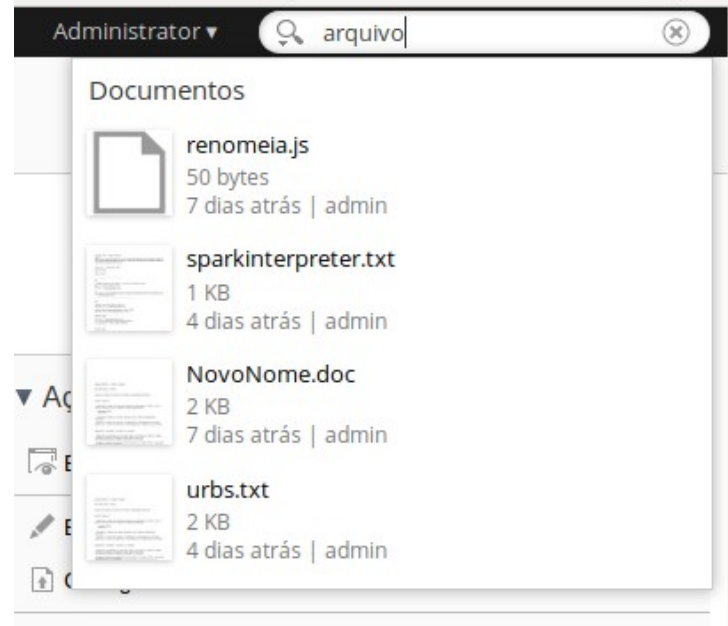 Administrator ▾ arquivo
Documentos
renomeia.js
50 bytes
7 dias atrás | admin
sparkinterpreter.txt
1 KB
4 dias atrás | admin
NovoNome.doc
2 KB
7 dias atrás | admin
urbs.txt
2 KB
4 dias atrás | admin